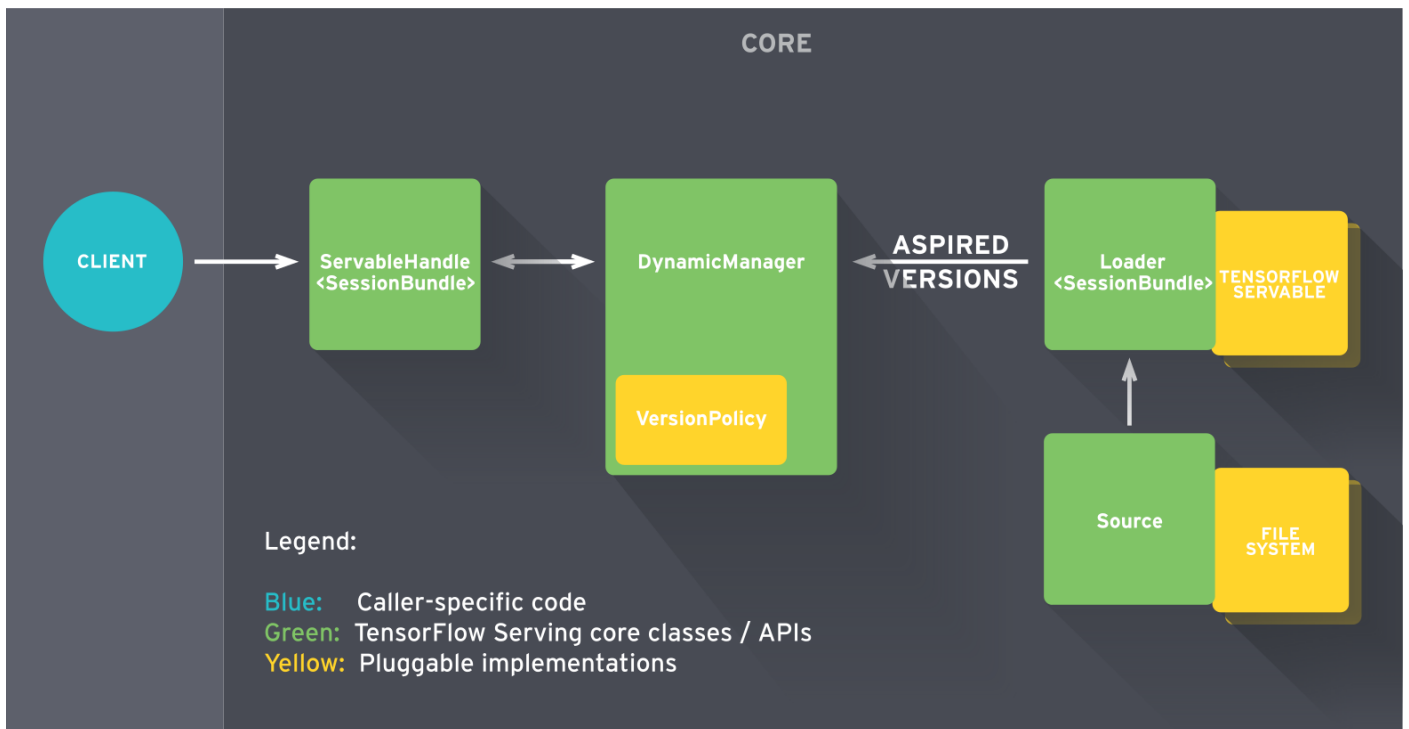 CORE
CLIENT
ServableHandle
<SessionBundle>
DynamicManager
VersionPolicy
ASPIRED
VERSIONS
Loader
<SessionBundle>
TENSORFLOW
SERVABLE
Source
FILE
SYSTEM
Legend:
Blue: Caller-specific code
Green: TensorFlow Serving core classes / APIs
Yellow: Pluggable implementations